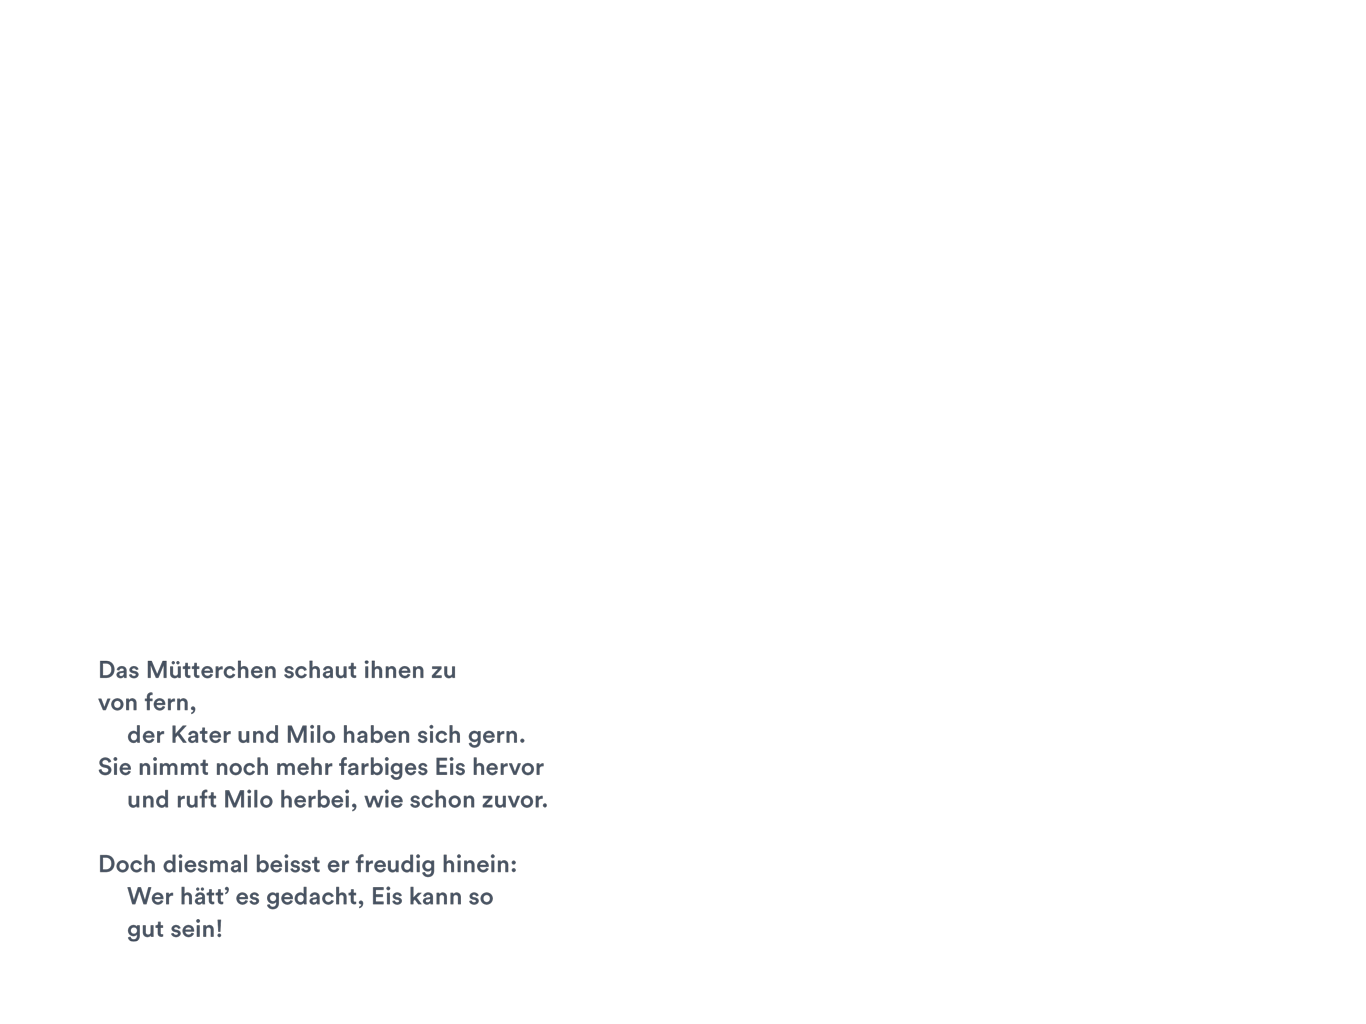 Das Mütterchen schaut ihnen zu
von fern,
der Kater und Milo haben sich gern.
Sie nimmt noch mehr farbiges Eis hervor
und ruft Milo herbei, wie schon zuvor.
Doch diesmal beisst er freudig hinein:
Wer hätt’ es gedacht, Eis kann so
gut sein!